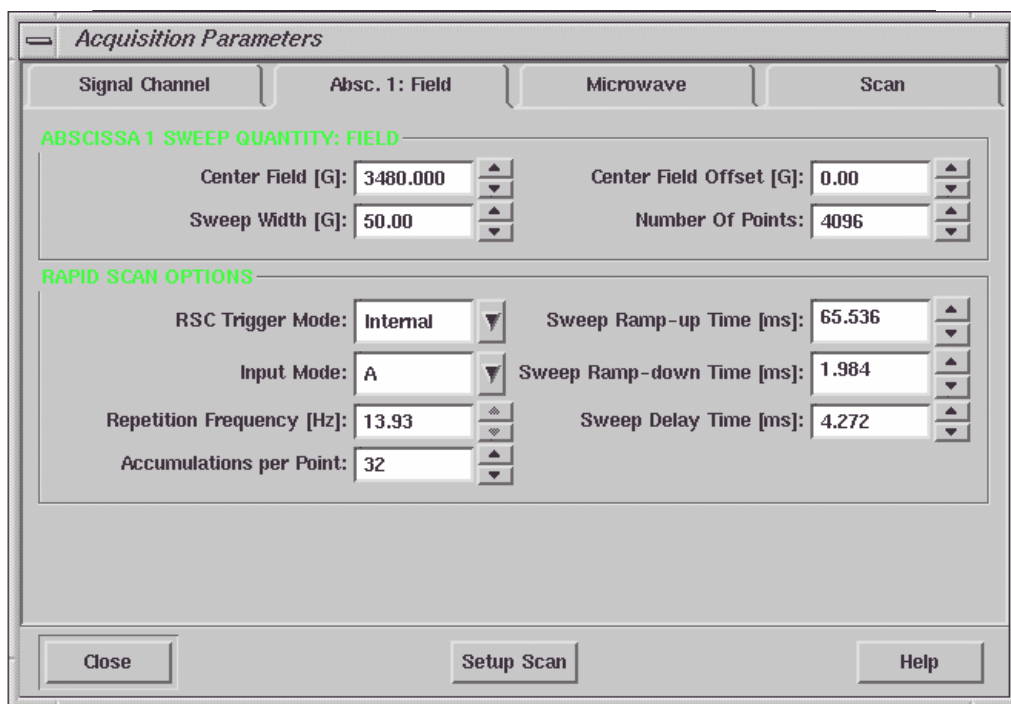 Acquisition Parameters
Signal Channel Absc. 1: Field Microwave Scan
ABSCISSA 1 SWEEP QUANTITY: FIELD
Center Field [G]: 3480.000 Center Field Offset [G]: 0.00
Sweep Width [G]: 50.00 Number Of Points: 4096
RAPID SCAN OPTIONS
RSC Trigger Mode: Internal Sweep Ramp-up Time [ms]: 65.536
Input Mode: A Sweep Ramp-down Time [ms]: 1.984
Repetition Frequency [Hz]: 13.93 Sweep Delay Time [ms]: 4.272
Accumulations per Point: 32
Close Setup Scan Help